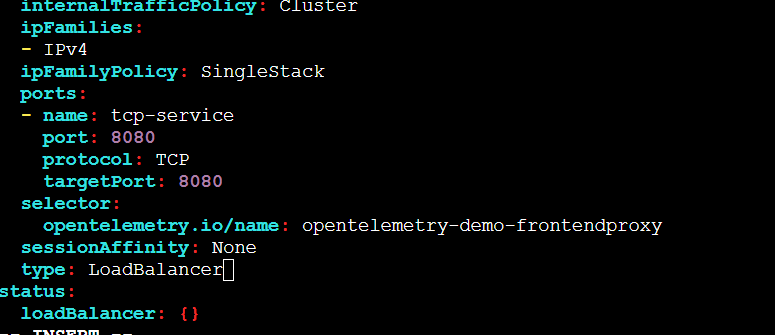 internalTrafficPolicy: Cluster
  ipFamilies:
  - IPv4
  ipFamilyPolicy: SingleStack
  ports:
  - name: tcp-service
    port: 8080
    protocol: TCP
    targetPort: 8080
  selector:
    opentelemetry.io/name: opentelemetry-demo-frontendproxy
  sessionAffinity: None
  type: LoadBalancer
status:
  loadBalancer: {}
-- INSERT --